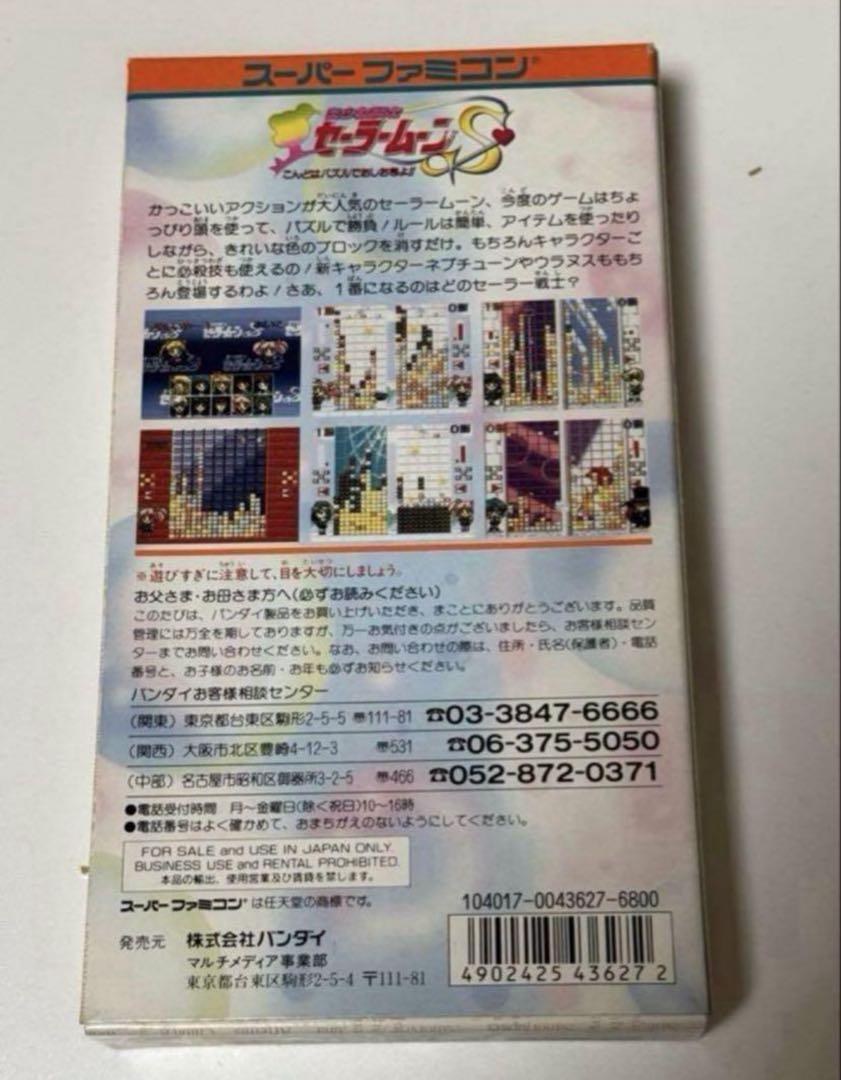 スーパーファミコン®
美少女戦士
セーラームーンS
こんどはパズルでおしおきよ!!
かっこいいアクションが大人気のセーラームーン、今度のゲームはちょ
っぴり頭を使って、パズルで勝負!ルールは簡単、アイテムを使ったり
しながら、きれいな色のブロックを消すだけ。もちろんキャラクターご
とに必殺技も使えるの!新キャラクターネプチューンやウラヌスももち
ろん登場するわよ!さあ、1番になるのはどのセーラー戦士?
※遊びすぎに注意して、目を大切にしましょう。
お父さま・お母さま方へ(必ずお読みください)
このたびは、バンダイ製品をお買い上げいただき、まことにありがとうございます。品質
管理には万全を期しておりますが、万一お気付きの点がございましたら、お客様相談セン
ターまでお問い合わせください。なお、お問い合わせの際は、住所・氏名(保護者)・電話
番号と、お子様のお名前・お年も必ずお知らせください。
バンダイお客様相談センター
(関東) 東京都台東区駒形2-5-5 〠111-81 ☎03-3847-6666
(関西) 大阪市北区豊崎4-12-3 〠531 ☎06-375-5050
(中部) 名古屋市昭和区御器所3-2-5 〠466 ☎052-872-0371
●電話受付時間 月～金曜日(除く祝日)10～16時
●電話番号はよく確かめて、おまちがえのないようにしてください。
FOR SALE and USE IN JAPAN ONLY.
BUSINESS USE and RENTAL PROHIBITED.
本品の輸出、使用営業及び賃貸を禁じます。
スーパーファミコン®は任天堂の商標です。
104017-0043627-6800
発売元 株式会社バンダイ
マルチメディア事業部
東京都台東区駒形2-5-4 〒111-81
4902425 436272